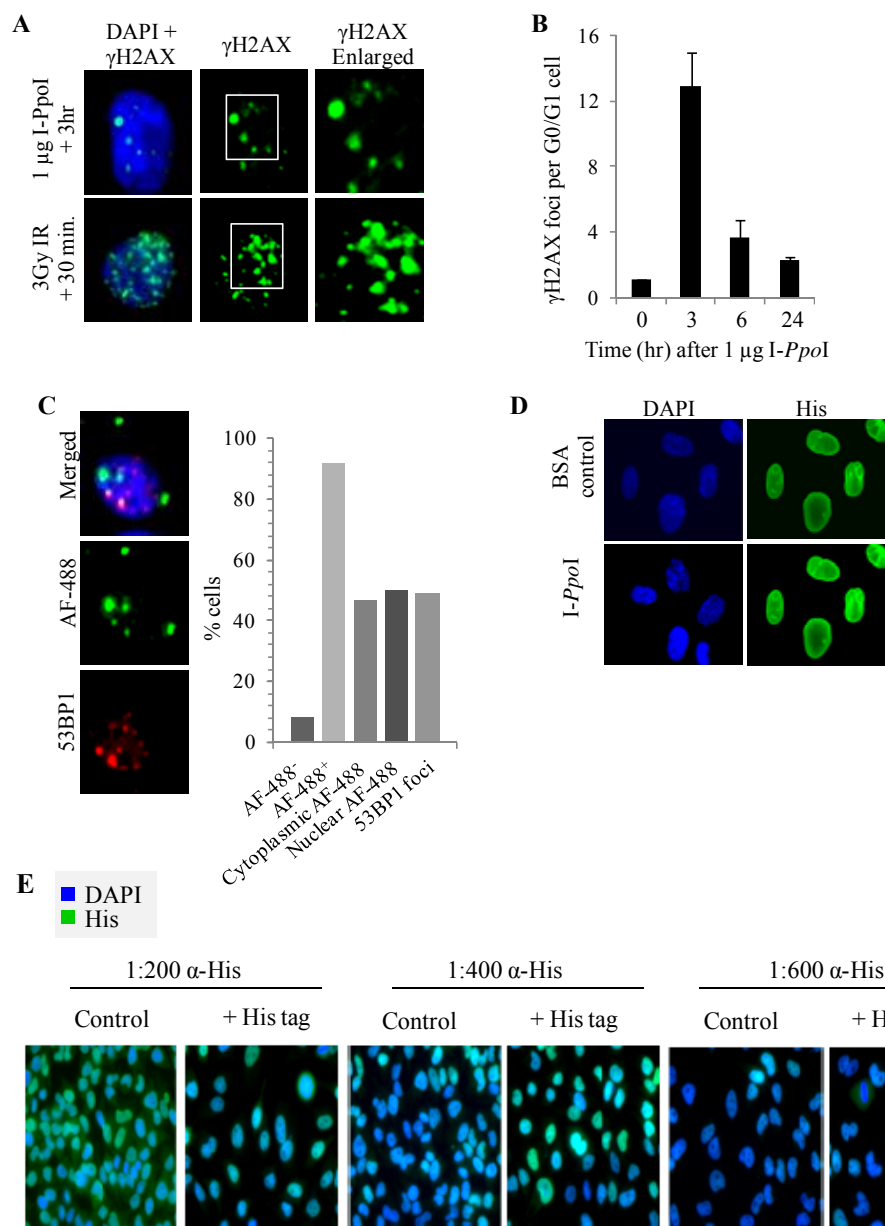 A
DAPI +
γH2AX
γH2AX
γH2AX
Enlarged
1 µg I-PpoI
+ 3hr
3Gy IR
+ 30 min.
B
γH2AX foci per G0/G1 cell
16
12
8
4
0
0 3 6 24
Time (hr) after 1 µg I-PpoI
C
Merged
AF-488
53BP1
% cells
100
80
60
40
20
0
AF-488-
AF-488+
Cytoplasmic AF-488
Nuclear AF-488
53BP1 foci
D
DAPI His
BSA
control
I-PpoI
E
DAPI
His
1:200 α-His 1:400 α-His 1:600 α-His
Control + His tag Control + His tag Control + H